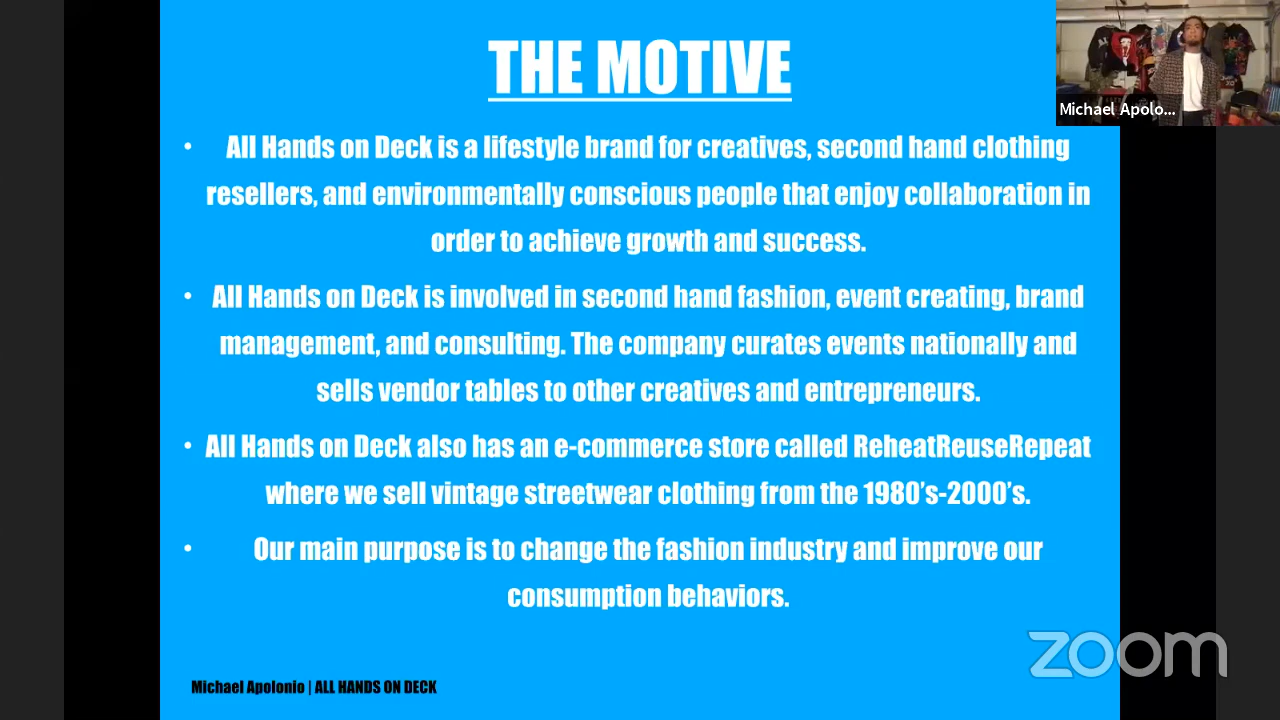 THE MOTIVE
Michael Apolo...
• All Hands on Deck is a lifestyle brand for creatives, second hand clothing
resellers, and environmentally conscious people that enjoy collaboration in
order to achieve growth and success.
• All Hands on Deck is involved in second hand fashion, event creating, brand
management, and consulting. The company curates events nationally and
sells vendor tables to other creatives and entrepreneurs.
• All Hands on Deck also has an e-commerce store called ReheatReuseRepeat
where we sell vintage streetwear clothing from the 1980’s-2000’s.
• Our main purpose is to change the fashion industry and improve our
consumption behaviors.
zoom
Michael Apolonio | ALL HANDS ON DECK